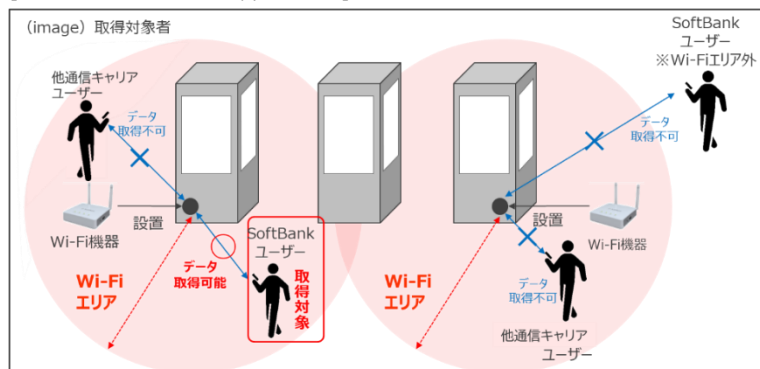 (image) 取得対象者
他通信キャリア
ユーザー
データ
取得不可
Wi-Fi機器
設置
Wi-Fi
エリア
データ
取得可能
SoftBank
ユーザー
取得対象
SoftBank
ユーザー
※Wi-Fiエリア外
データ
取得不可
設置
Wi-Fi機器
Wi-Fi
エリア
データ
取得不可
他通信キャリア
ユーザー